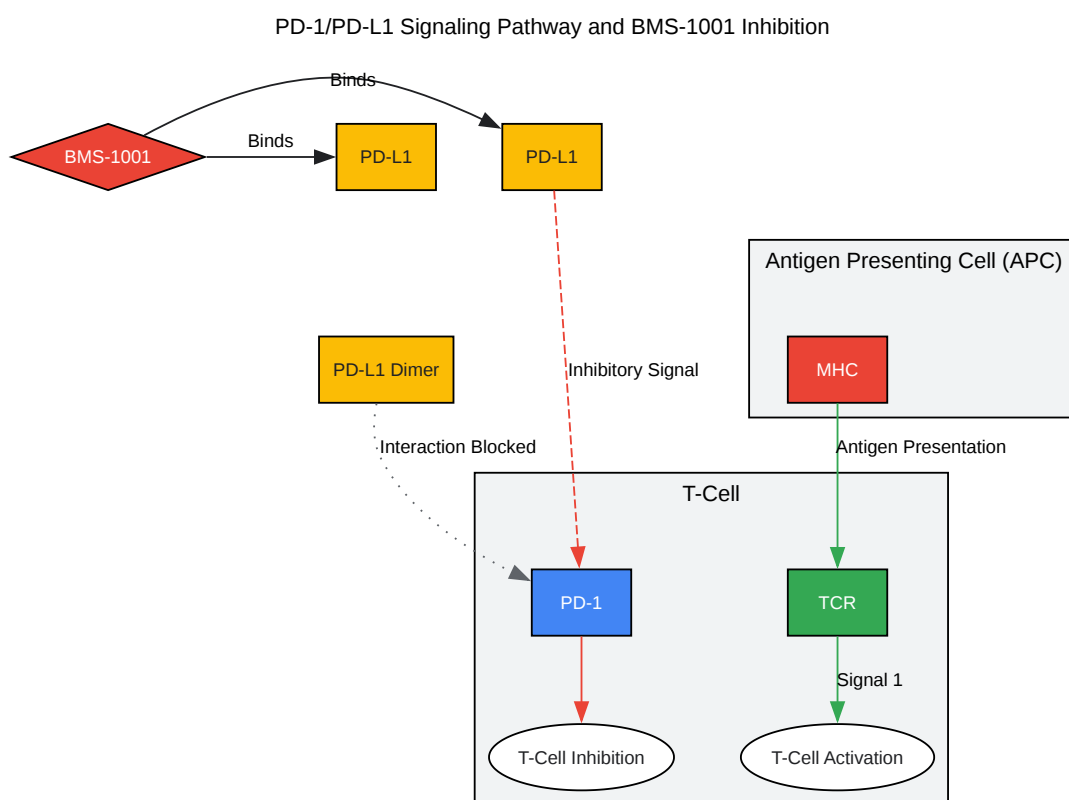 PD-1/PD-L1 Signaling Pathway and BMS-1001 Inhibition
Binds
Binds
BMS-1001
PD-L1
PD-L1
Antigen Presenting Cell (APC)
PD-L1 Dimer
Inhibitory Signal
MHC
Interaction Blocked
Antigen Presentation
T-Cell
PD-1
TCR
Signal 1
T-Cell Inhibition
T-Cell Activation